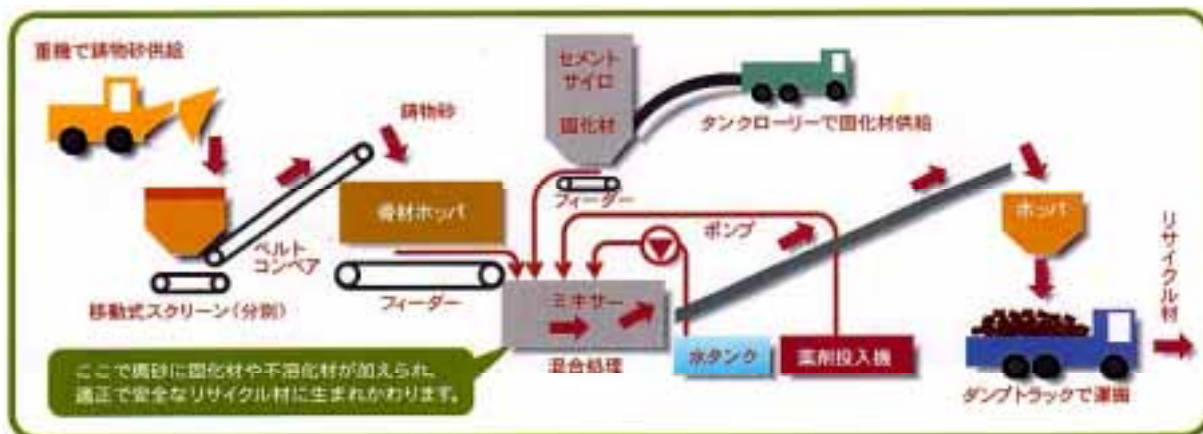 重機で鋳物砂供給
鋳物砂
セメント
サイロ
固化材
タンクローリーで固化材供給
フィーダー
骨材ホッパ
ベルト
コンベア
フィーダー
移動式スクリーン(分別)
ポンプ
ミキサー
混合処理
水タンク
薬剤投入機
ホッパ
リサイクル材
ダンプトラックで運搬
ここで廃砂に固化材や不溶化材が加えられ、
適正で安全なリサイクル材に生まれかわります。